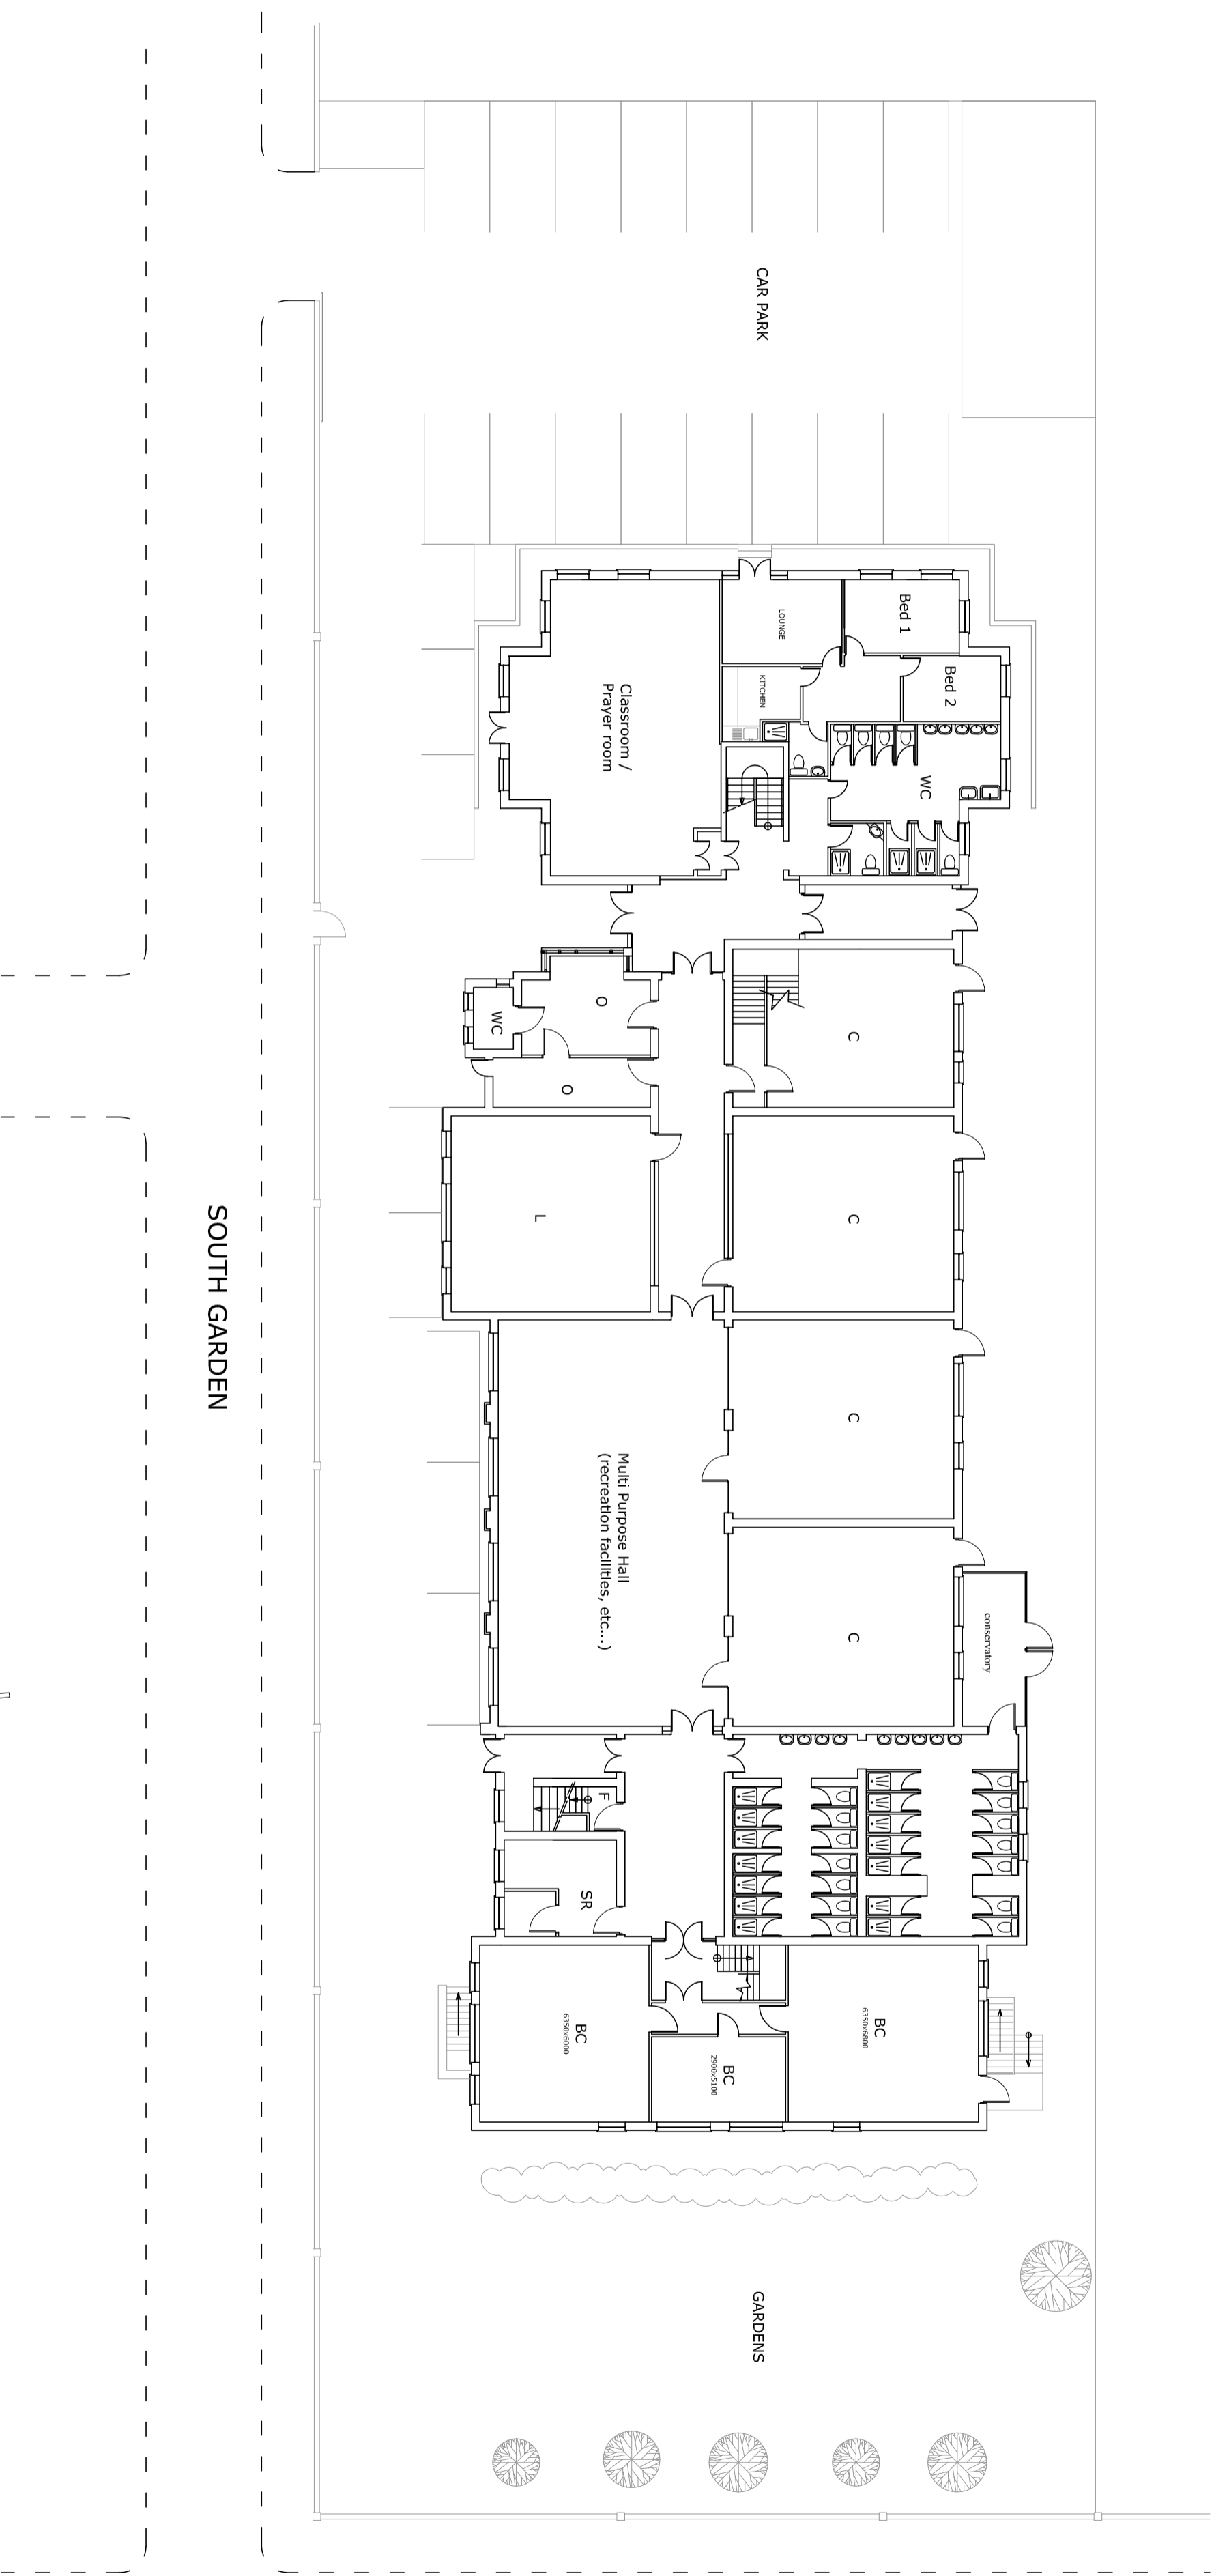 CAR PARK
Bed 1
LOUNGE
Bed 2
KITCHEN
Classroom /
Prayer room
WC
C
O
WC
O
C
L
SOUTH GARDEN
C
Multi Purpose Hall
(recreation facilities, etc...)
C
conservatory
F
SR
BC
6350x6800
BC
6350x6000
BC
2900x5100
GARDENS